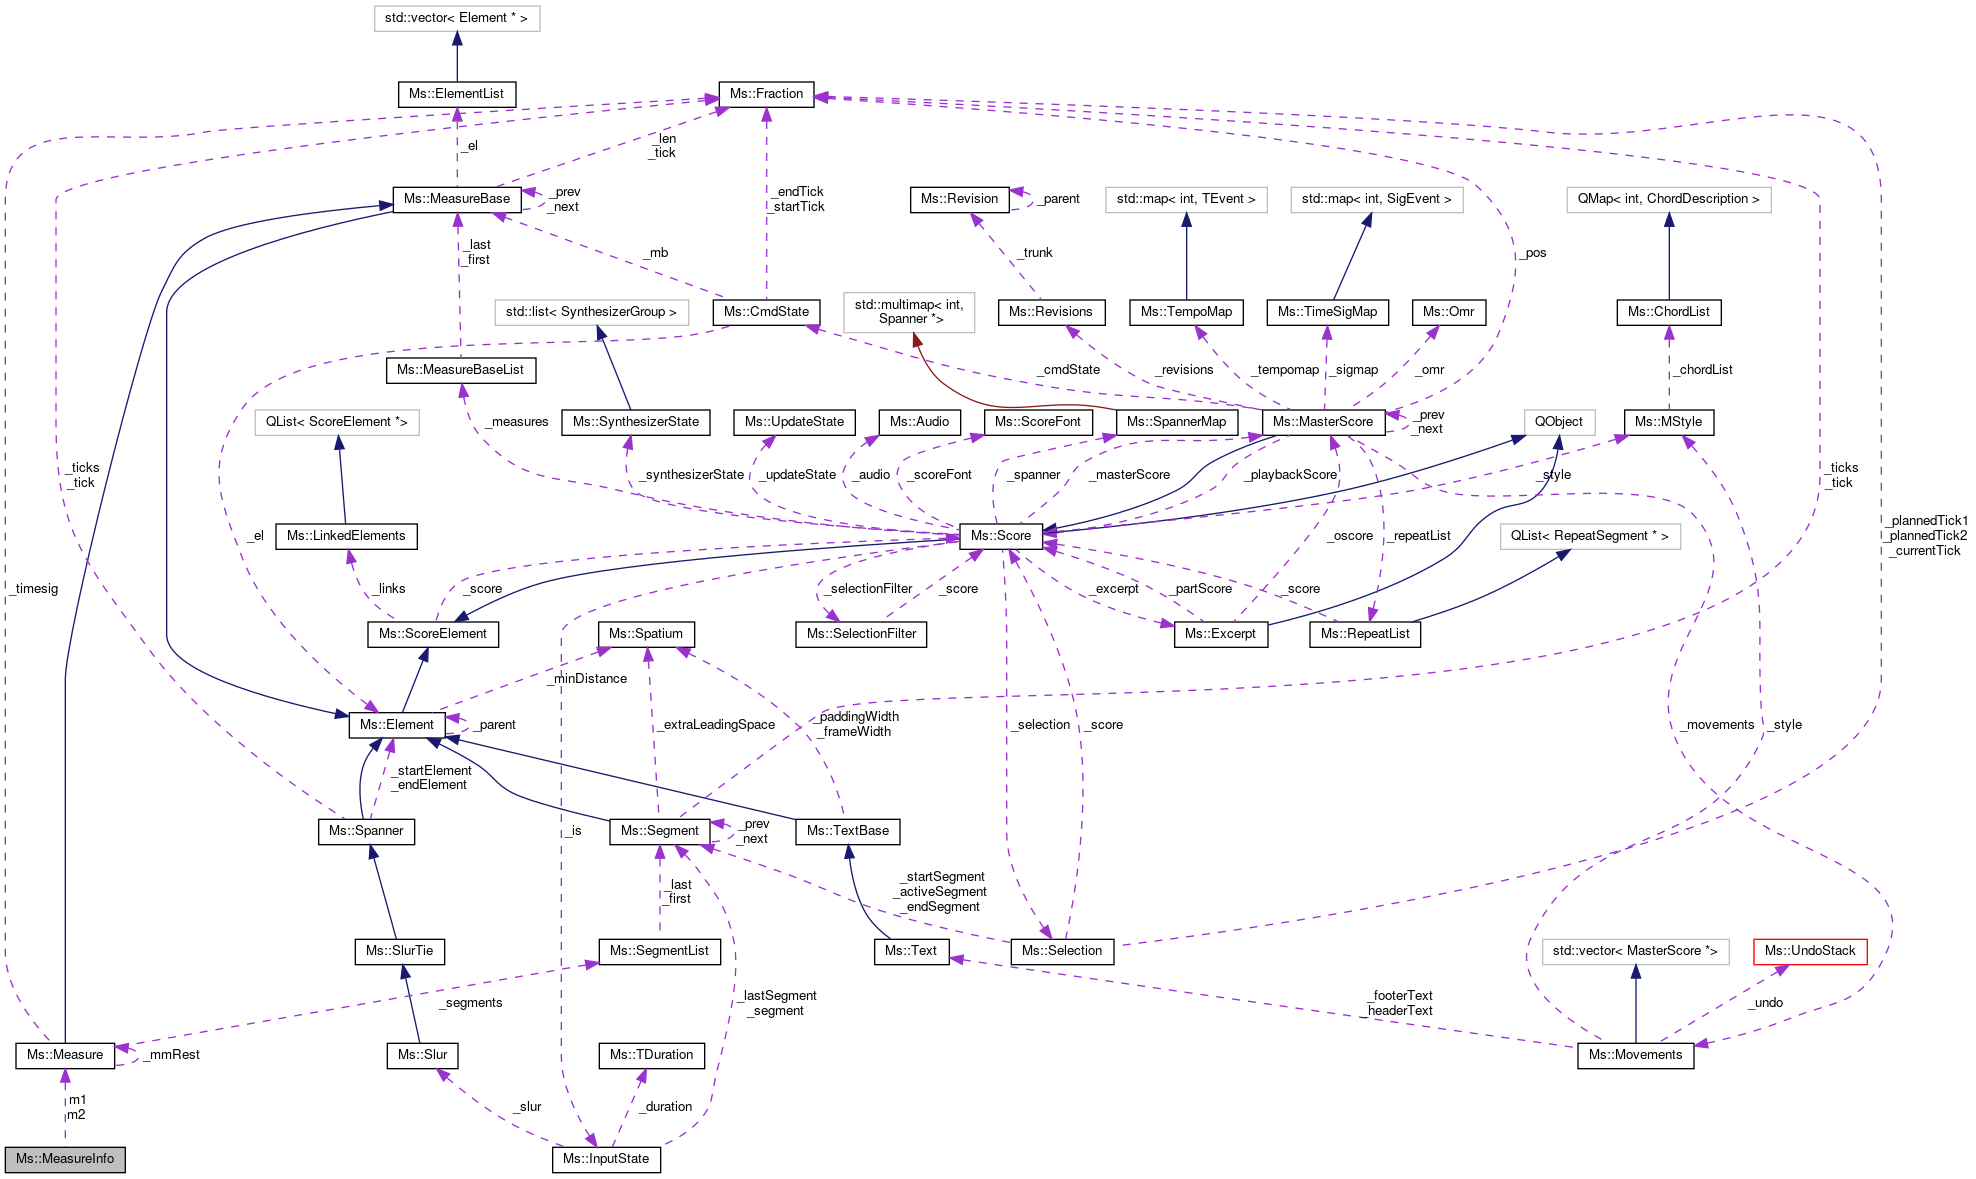 std::vector< Element * >
Ms::ElementList
Ms::Fraction
_el
_len
_tick
Ms::MeasureBase
_prev
_next
_endTick
_startTick
Ms::Revision
_parent
std::map< int, TEvent >
std::map< int, SigEvent >
QMap< int, ChordDescription >
_last
_first
_mb
_trunk
_pos
std::list< SynthesizerGroup >
Ms::CmdState
std::multimap< int,
Spanner *>
Ms::Revisions
Ms::TempoMap
Ms::TimeSigMap
Ms::Omr
Ms::ChordList
Ms::MeasureBaseList
_cmdState
_revisions
_tempomap
_sigmap
_omr
_chordList
QList< ScoreElement *>
_measures
Ms::SynthesizerState
Ms::UpdateState
Ms::Audio
Ms::ScoreFont
Ms::SpannerMap
Ms::MasterScore
_prev
_next
QObject
Ms::MStyle
_ticks
_tick
_synthesizerState
_updateState
_audio
_scoreFont
_spanner
_masterScore
_playbackScore
_style
_ticks
_tick
_el
Ms::LinkedElements
Ms::Score
_oscore
_repeatList
QList< RepeatSegment * >
_plannedTick1
_plannedTick2
_currentTick
_timesig
_links
_score
_selectionFilter
_score
_excerpt
_partScore
_score
Ms::ScoreElement
Ms::Spatium
Ms::SelectionFilter
Ms::Excerpt
Ms::RepeatList
_minDistance
Ms::Element
_parent
_extraLeadingSpace
_paddingWidth
_frameWidth
_selection
_score
_movements
_style
_startElement
_endElement
Ms::Spanner
_is
Ms::Segment
_prev
_next
Ms::TextBase
_last
_first
_startSegment
_activeSegment
_endSegment
Ms::SlurTie
Ms::SegmentList
Ms::Text
Ms::Selection
std::vector< MasterScore *>
Ms::UndoStack
_segments
_lastSegment
_segment
_footerText
_headerText
_undo
Ms::Measure
_mmRest
Ms::Slur
Ms::TDuration
Ms::Movements
m1
m2
_slur
_duration
Ms::MeasureInfo
Ms::InputState